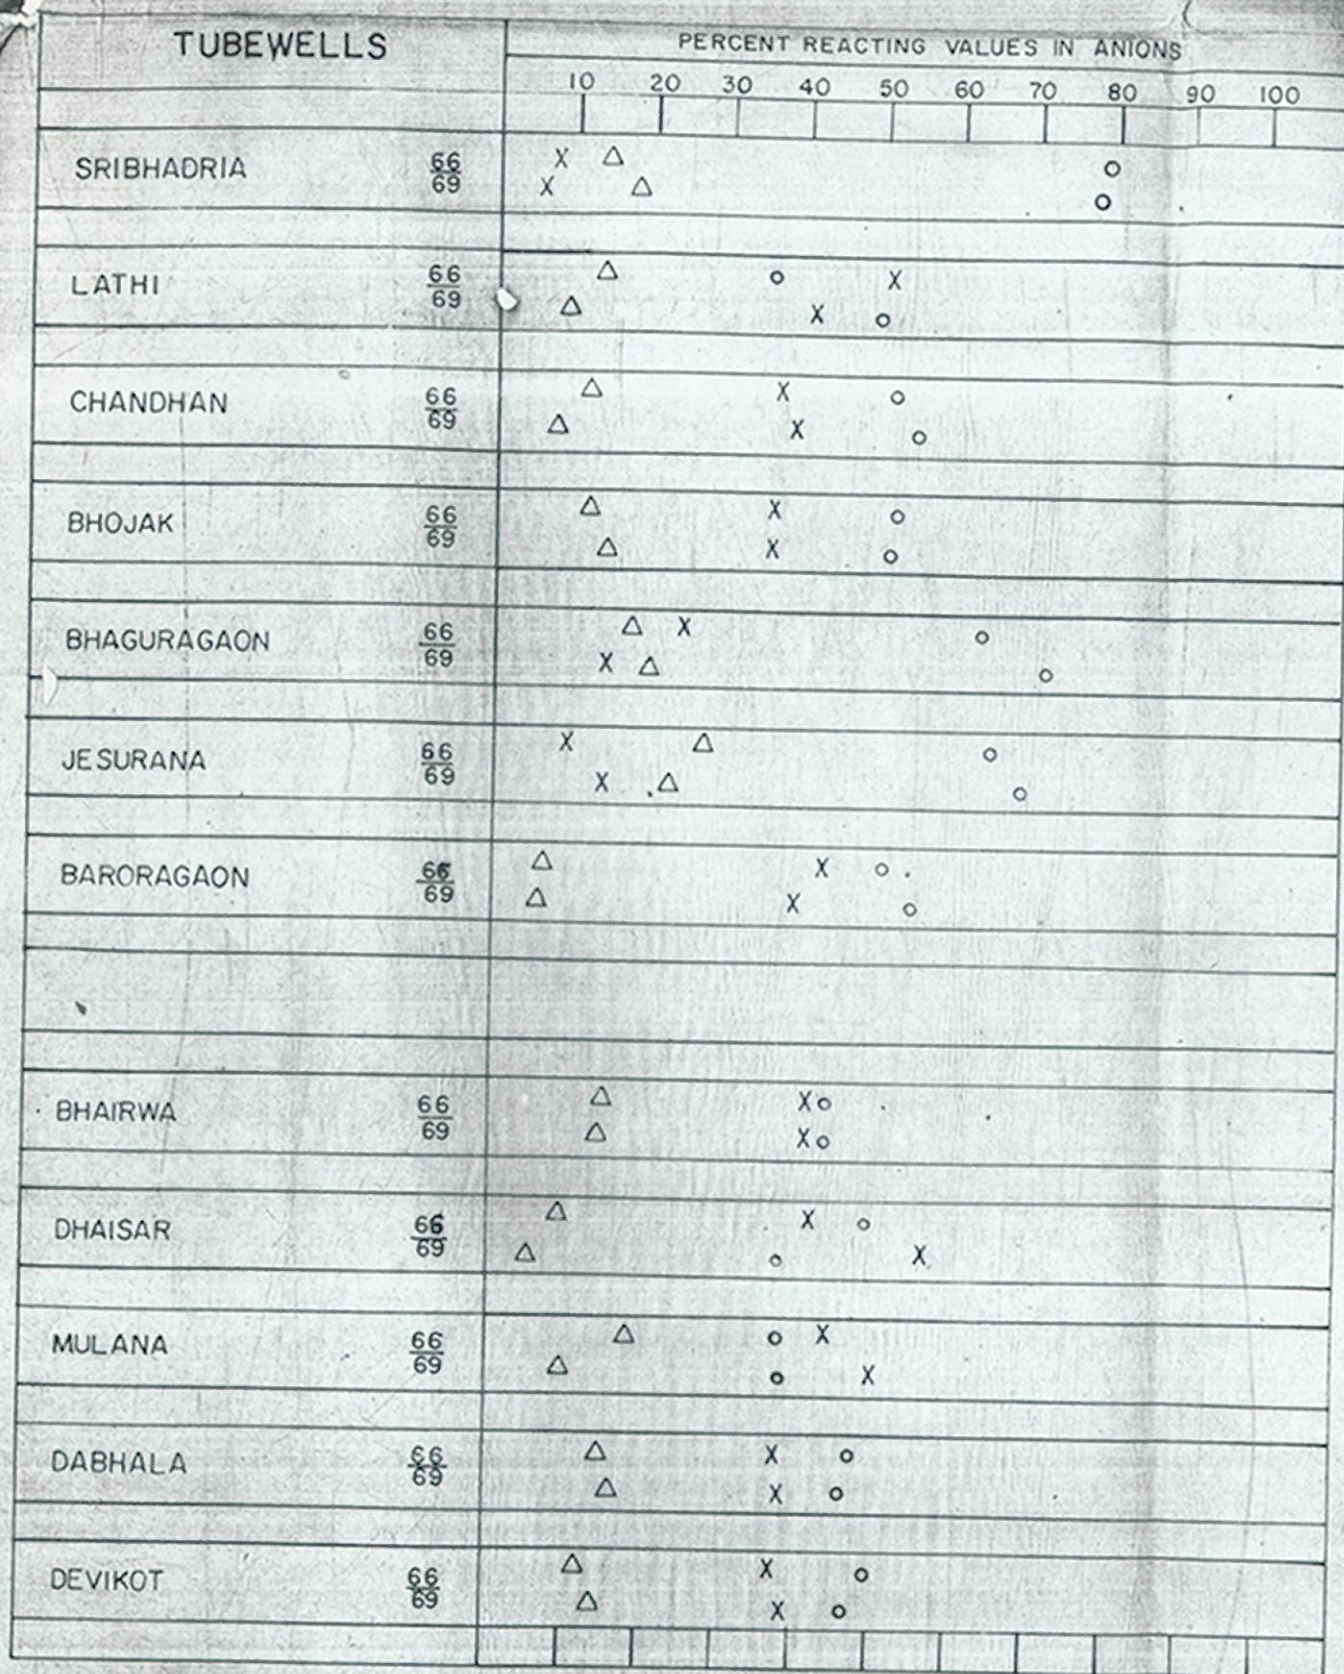 TUBEWELLS
PERCENT REACTING VALUES IN ANIONS
10 20 30 40 50 60 70 80 90 100
SRIBHADRIA 66
69
LATHI 66
69
CHANDHAN 66
69
BHOJAK 66
69
BHAGURAGAON 66
69
JESURANA 66
69
BARORAGAON 66
69
BHAIRWA 66
69
DHAISAR 66
69
MULANA 66
69
DABHALA 66
69
DEVIKOT 66
69